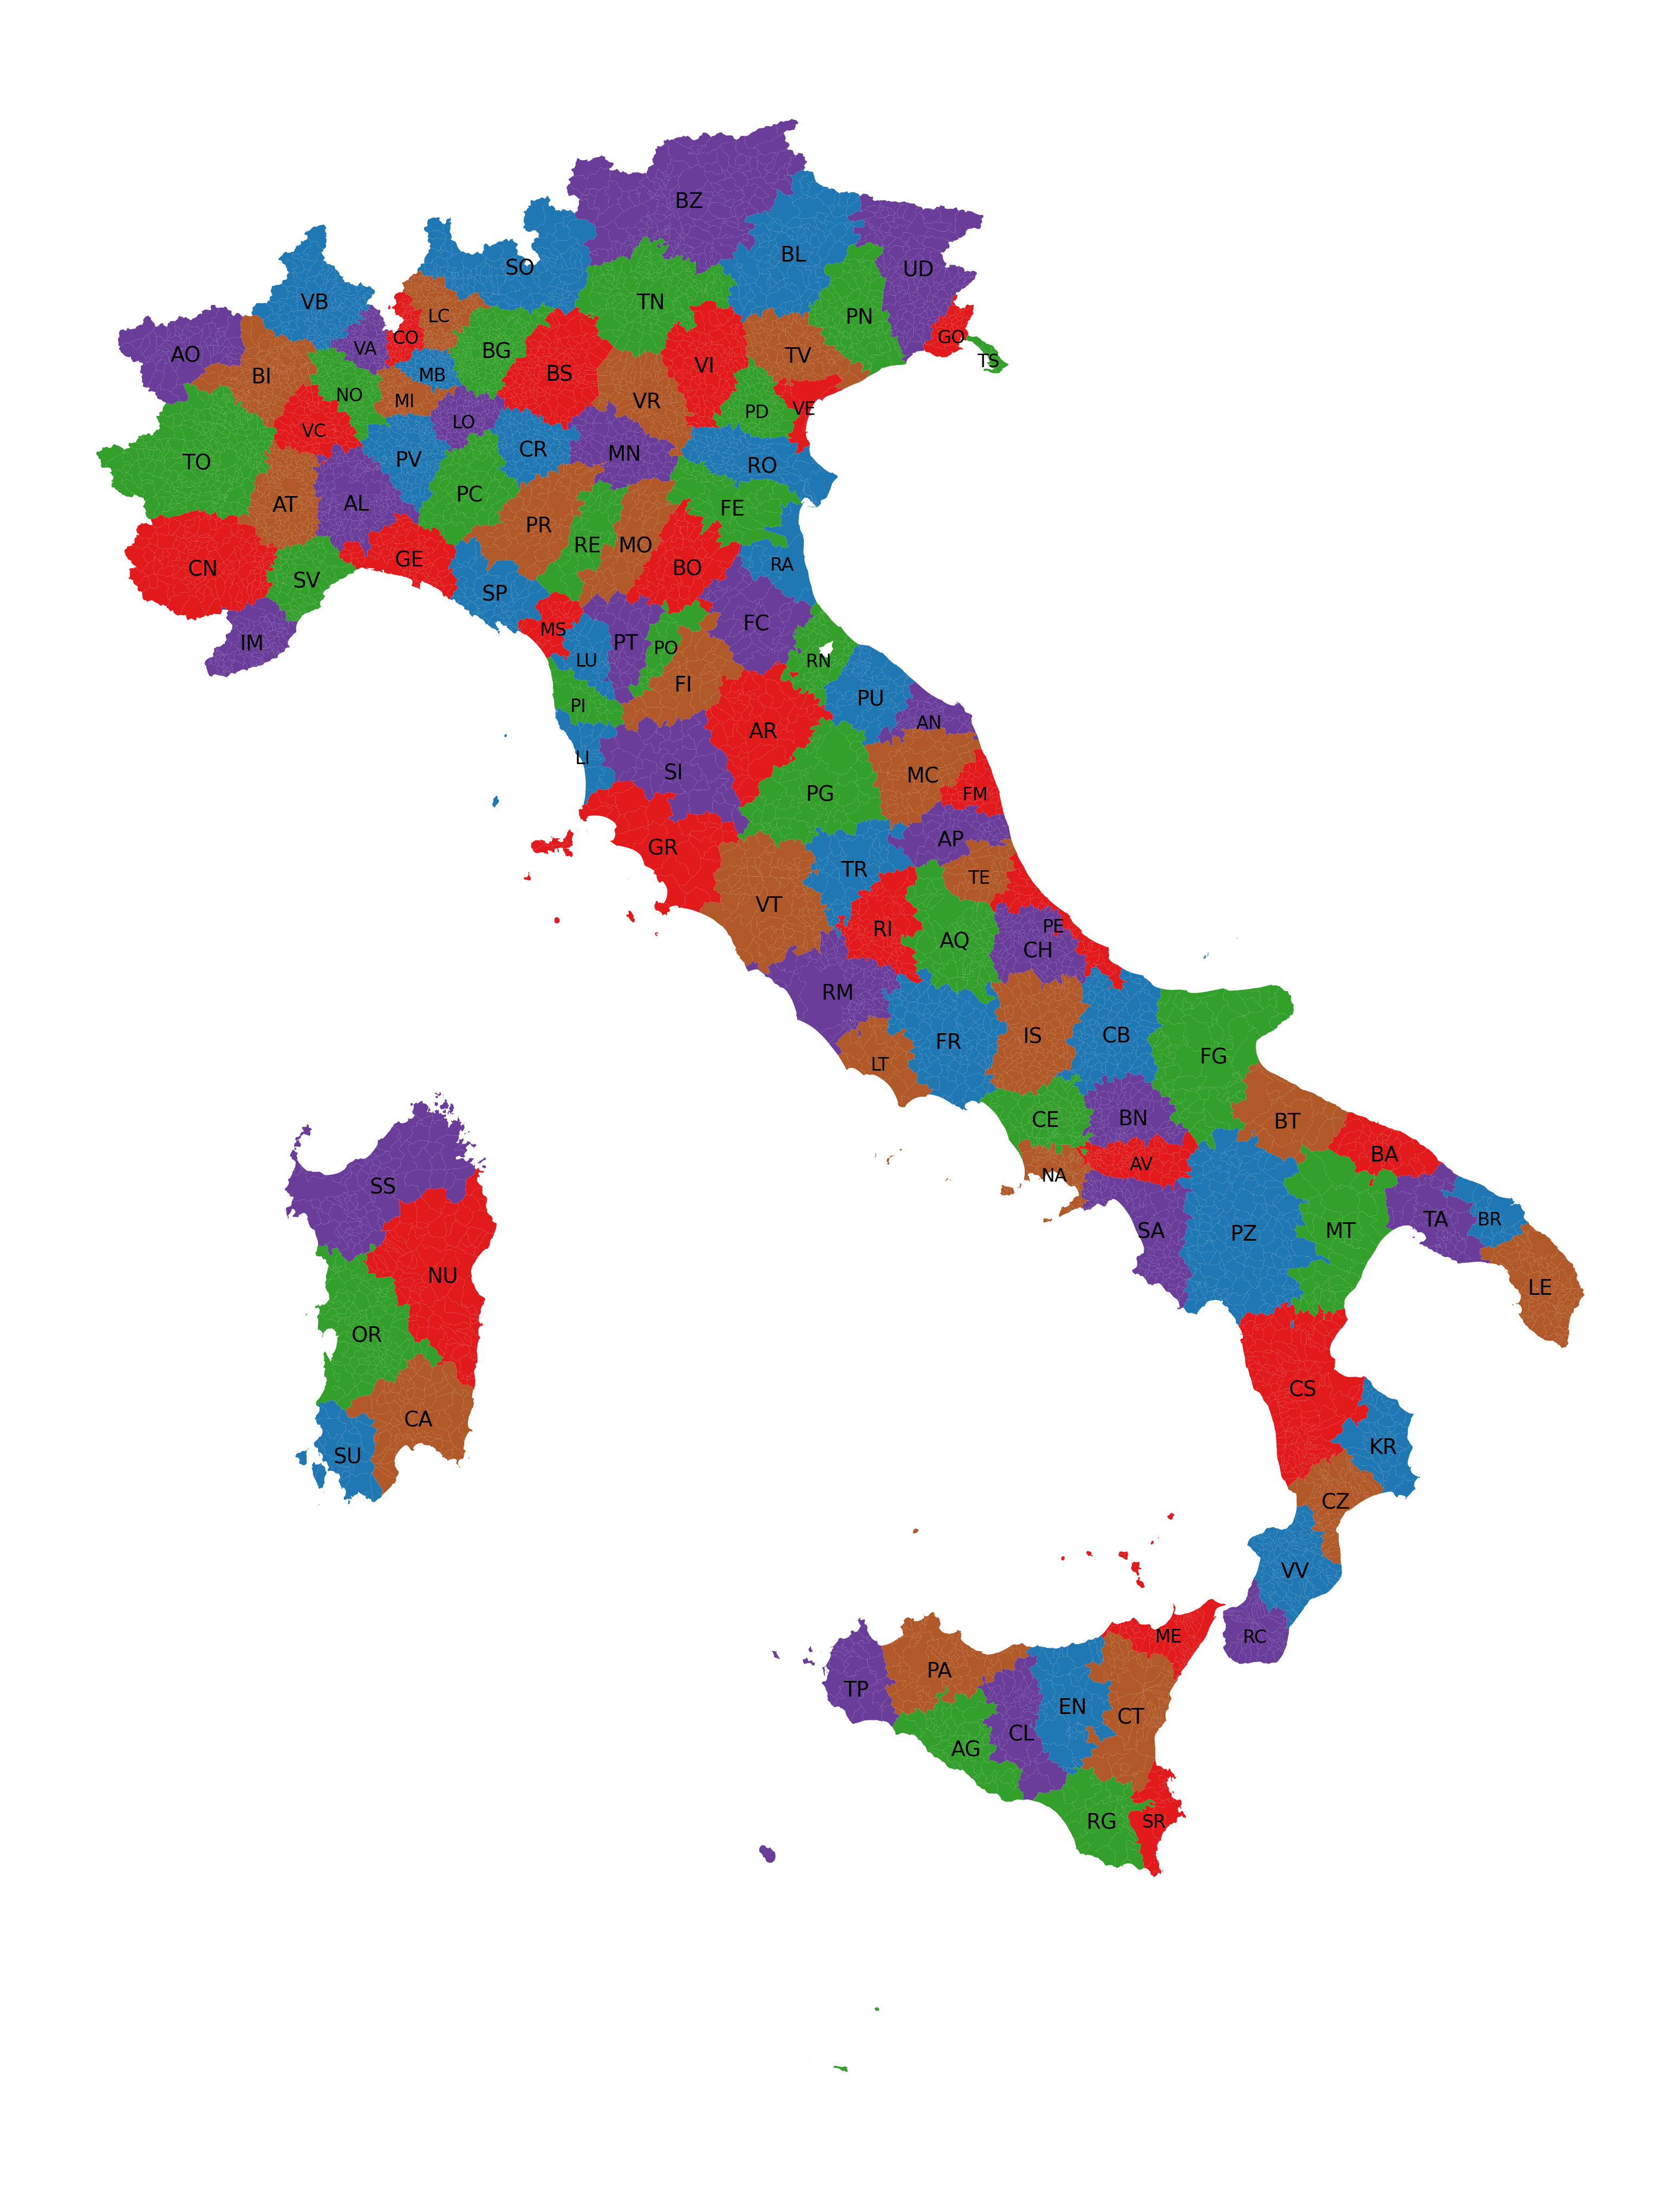 BZ
BL
UD
SO
VB
TN
LC
PN
CO
GO
VA
BG
AO
TV
TS
VI
BS
MB
BI
NO
MI
VR
VE
PD
LO
VC
CR
MN
PV
TO
RO
PC
AL
AT
FE
PR
RE
MO
GE
RA
CN
BO
SV
SP
FC
MS
IM
PT
PO
LU
RN
FI
PU
PI
AN
AR
LI
SI
MC
PG
FM
AP
GR
TR
TE
VT
PE
RI
AQ
CH
RM
CB
IS
FR
FG
LT
BN
CE
BT
BA
AV
NA
SS
TA
BR
SA
MT
PZ
NU
LE
OR
CS
CA
KR
SU
CZ
VV
ME
RC
PA
TP
EN
CT
CL
AG
RG
SR